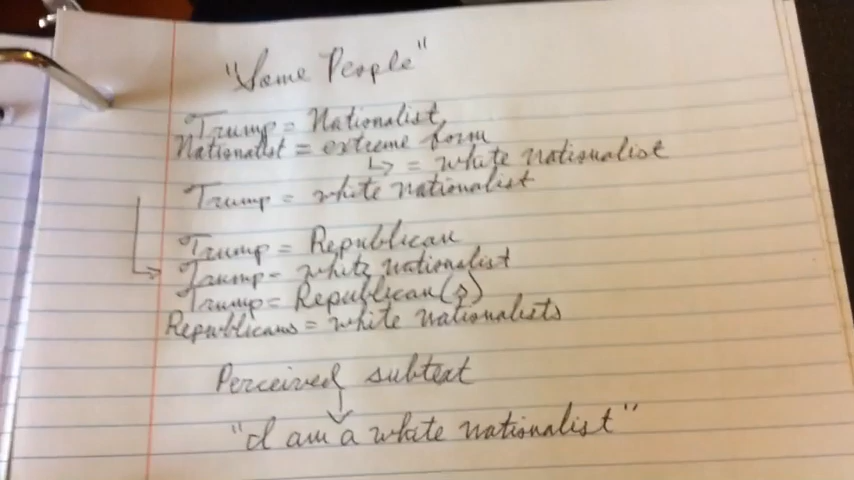 "Some People"
Trump = Nationalist
Nationalist = extreme form
↳ = white nationalist
Trump = white nationalist
Trump = Republican
Trump = white nationalist
Trump = Republican(s)
Republicans = white nationalists
Perceived subtext
"I am a white nationalist"